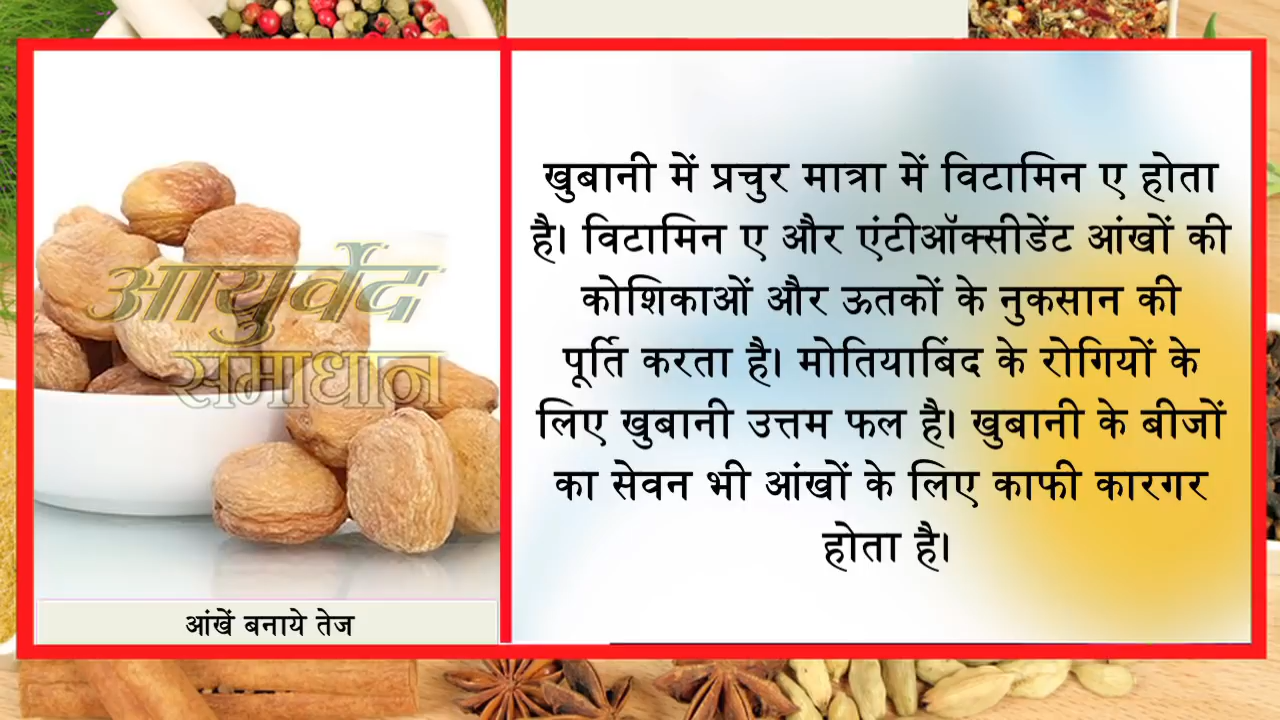 आयुर्वेद
समाधान
आंखें बनाये तेज
खुबानी में प्रचुर मात्रा में विटामिन ए होता
है। विटामिन ए और एंटीऑक्सीडेंट आंखों की
कोशिकाओं और ऊतकों के नुकसान की
पूर्ति करता है। मोतियाबिंद के रोगियों के
लिए खुबानी उत्तम फल है। खुबानी के बीजों
का सेवन भी आंखों के लिए काफी कारगर
होता है।